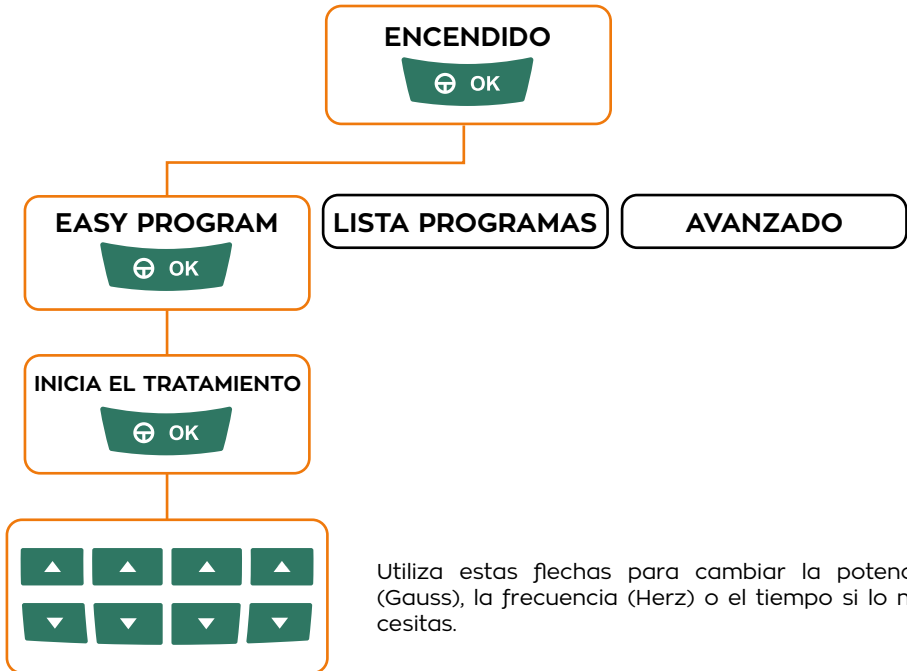 ENCENDIDO
OK
EASY PROGRAM
OK
LISTA PROGRAMAS
AVANZADO
INICIA EL TRATAMIENTO
OK
Utiliza estas flechas para cambiar la poten
(Gauss), la frecuencia (Herz) o el tiempo si lo
cesitas.